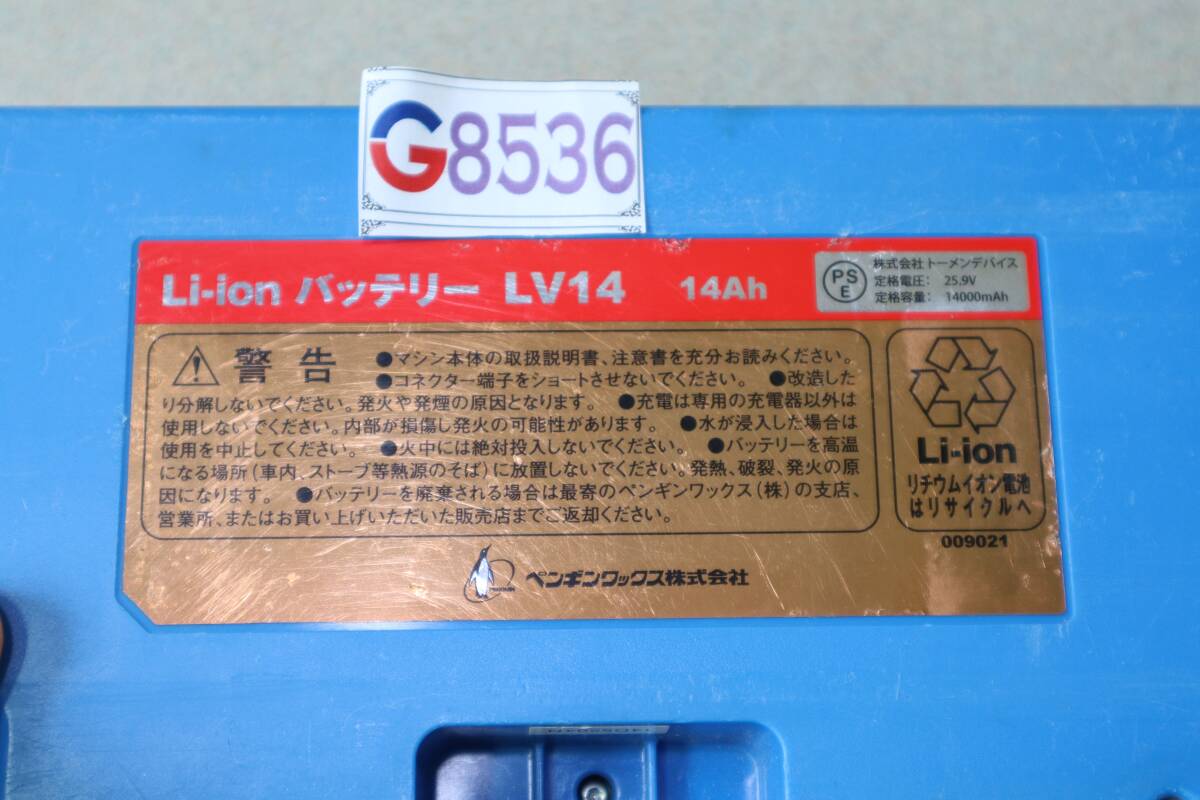 G8536
Li-ion バッテリー LV14 14Ah
PS
E
株式会社 トーメンデバイス
定格電圧: 25.9V
定格容量: 14000mAh
警告
●マシン本体の取扱説明書、注意書を充分お読みください。
●コネクター端子をショートさせないでください。 ●改造した
り分解しないでください。発火や発煙の原因となります。 ●充電は専用の充電器以外は
使用しないでください。内部が損傷し発火の可能性があります。 ●水が浸入した場合は
使用を中止してください。 ●火中には絶対投入しないでください。 ●バッテリーを高温
になる場所(車内、ストーブ等熱源のそば)に放置しないでください。発熱、破裂、発火の原
因になります。 ●バッテリーを廃棄される場合は最寄のペンギンワックス(株)の支店、
営業所、またはお買い上げいただいた販売店までご返却ください。
Li-ion
リチウムイオン電池
はリサイクルへ
009021
ペンギンワックス株式会社